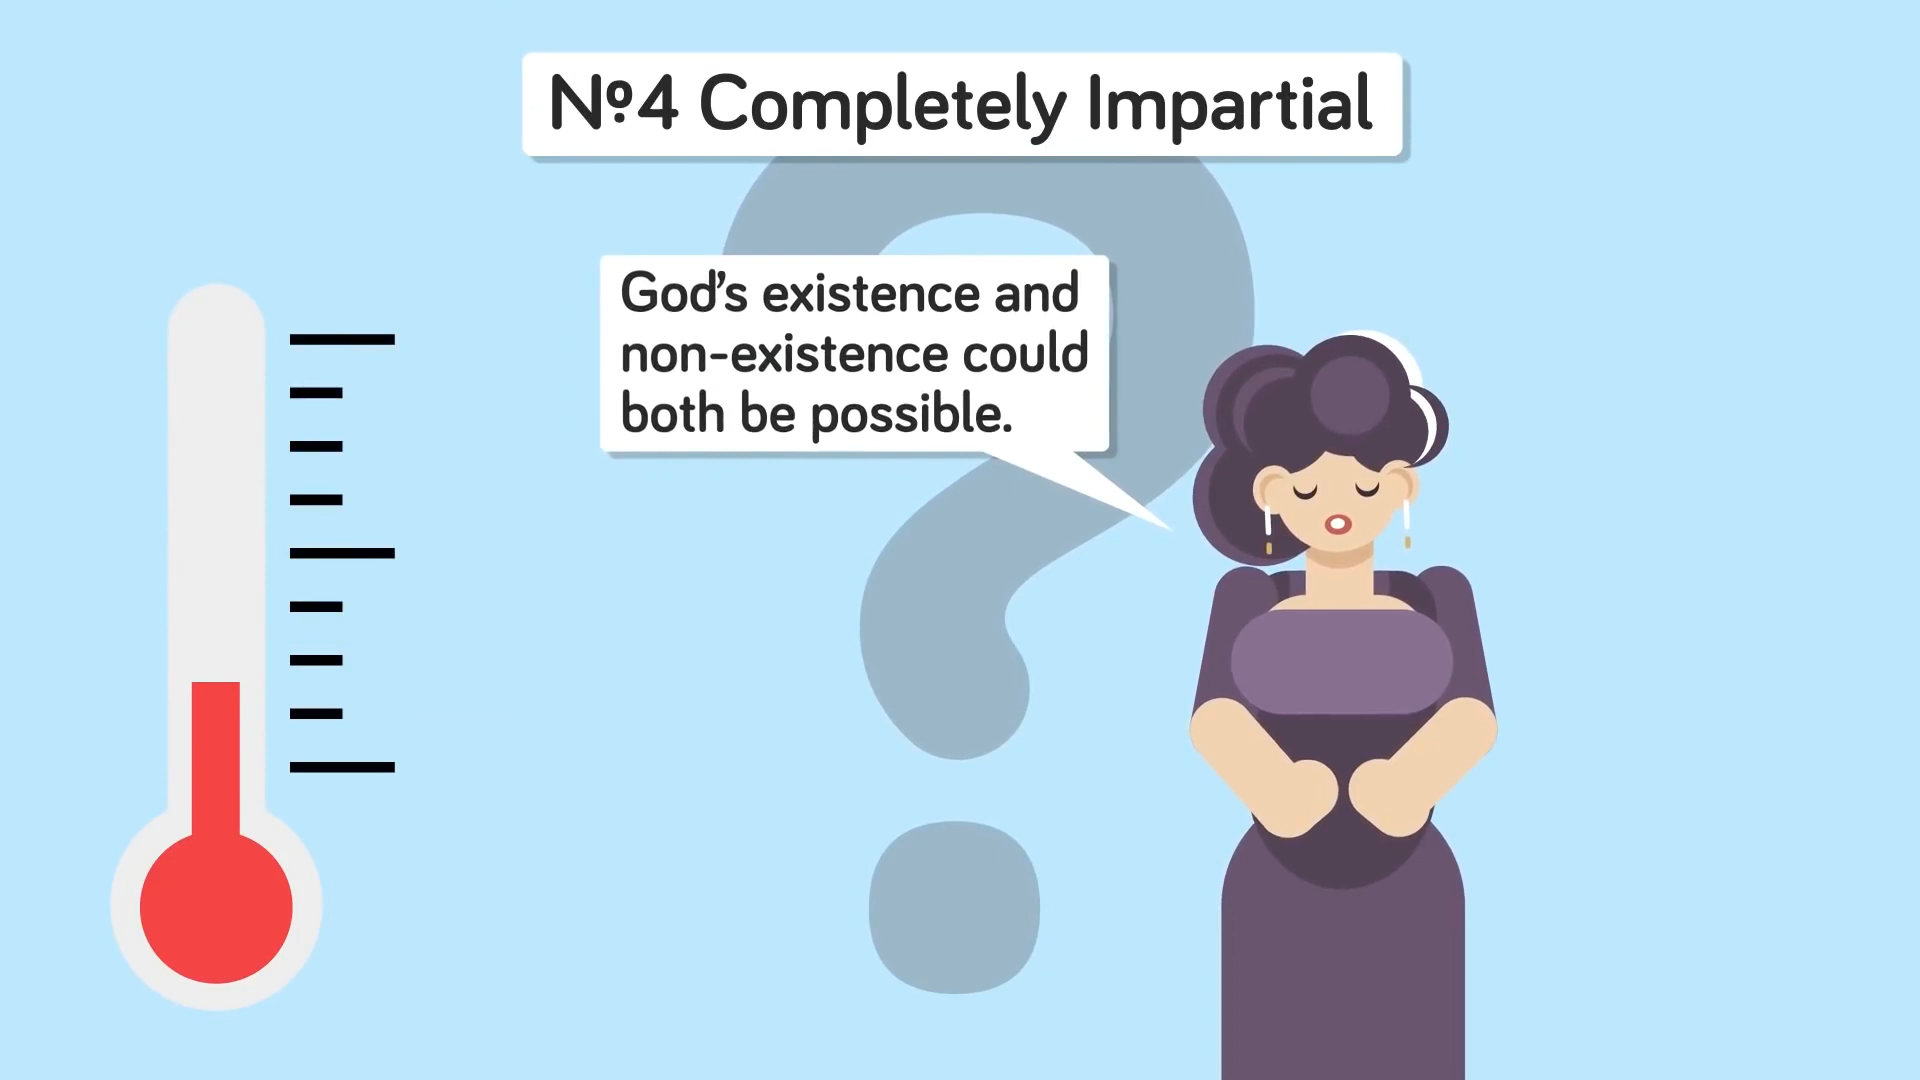 №4 Completely Impartial
God’s existence and
non-existence could
both be possible.